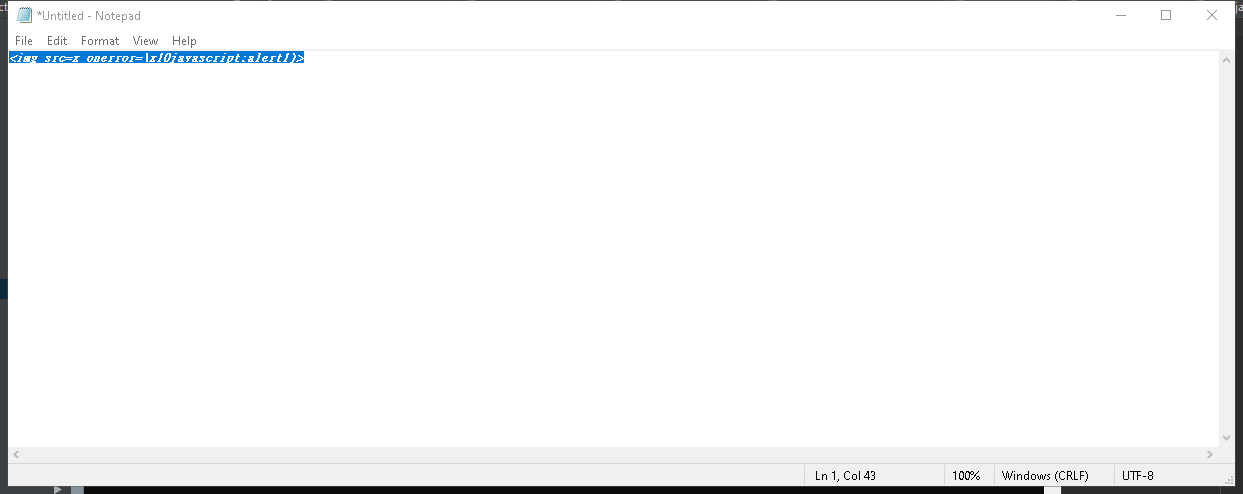 *Untitled - Notepad
File Edit Format View Help
<img src=x onerror=\x10javascript:alert1)>
Ln 1, Col 43 100% Windows (CRLF) UTF-8